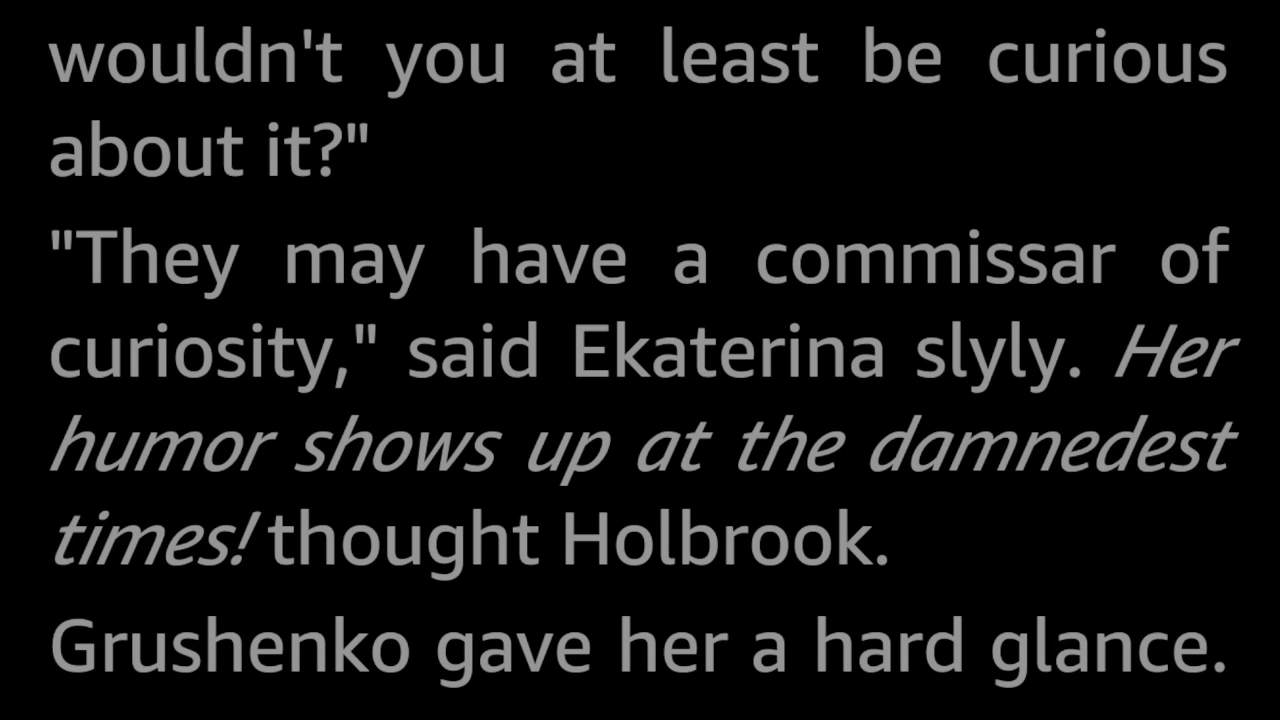 wouldn't you at least be curious
about it?"
"They may have a commissar of
curiosity," said Ekaterina slyly. Her
humor shows up at the damnedest
times! thought Holbrook.
Grushenko gave her a hard glance.